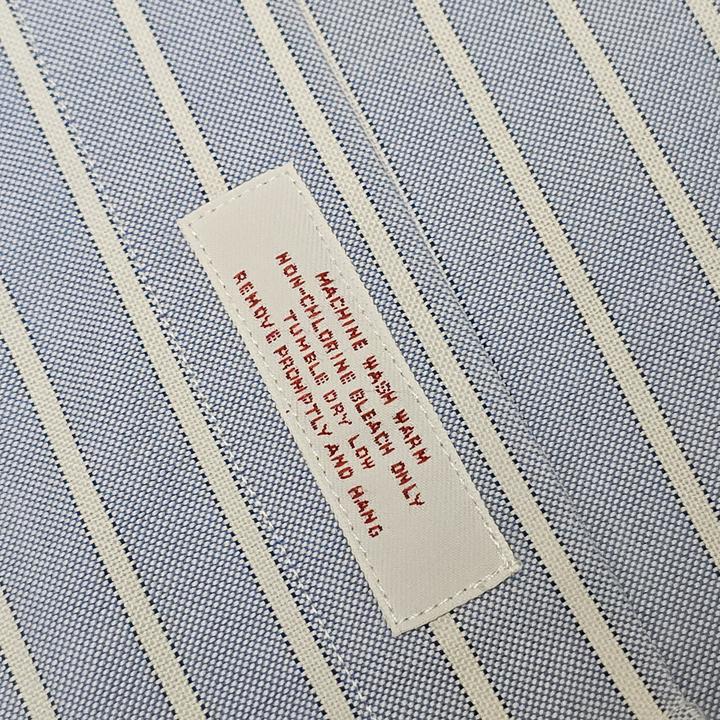 MACHINE WASH WARM
NON-CHLORINE BLEACH ONLY
TUMBLE DRY LOW
REMOVE PROMPTLY AND HANG